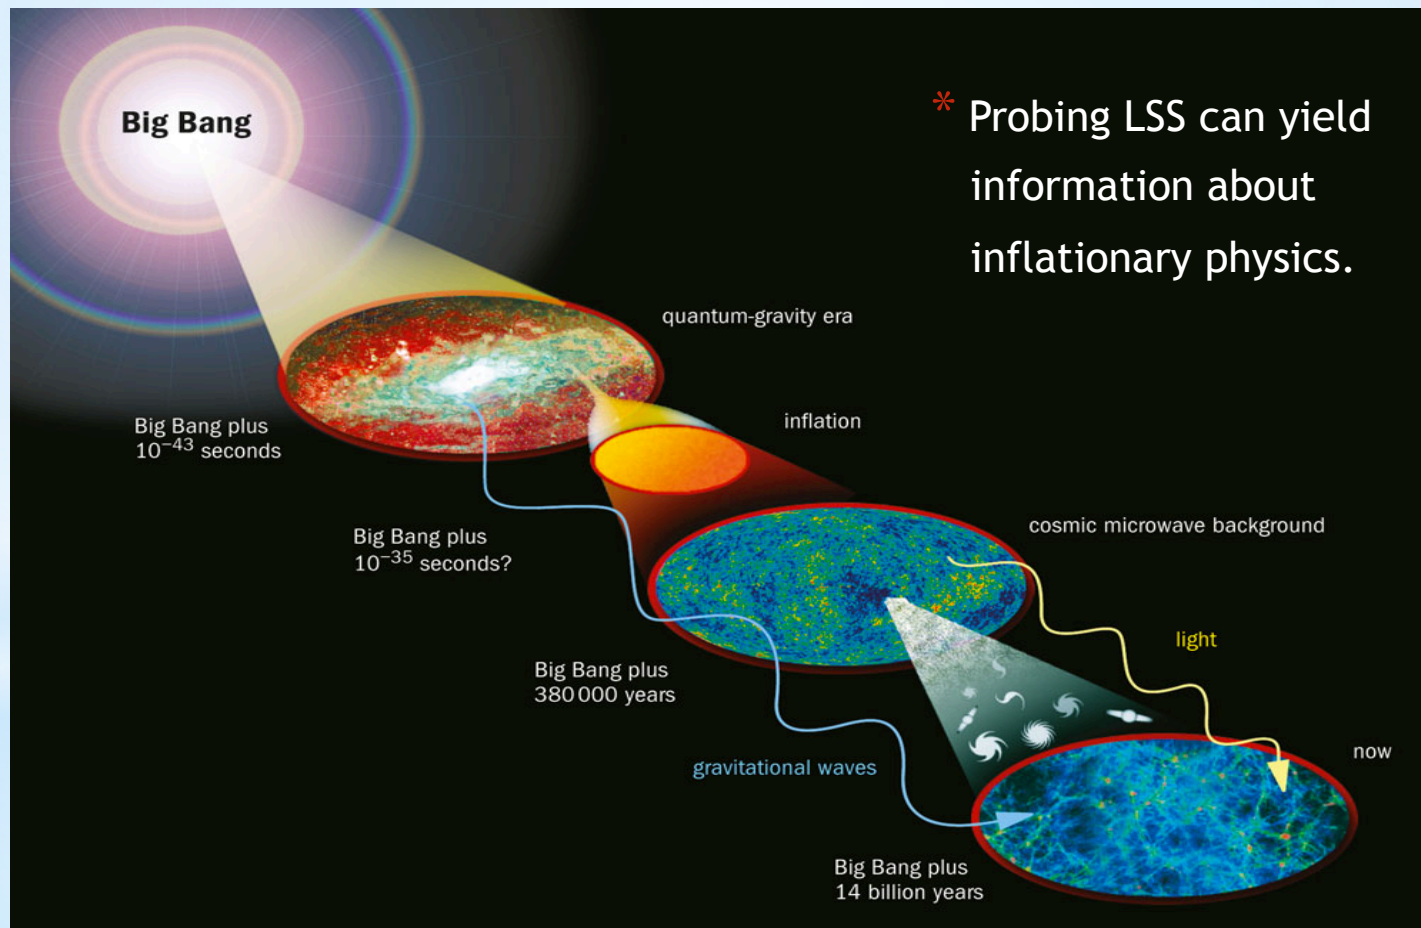 Big Bang
* Probing LSS can yield
information about
inflationary physics.
quantum-gravity era
Big Bang plus
10⁻⁴³ seconds
inflation
Big Bang plus
10⁻³⁵ seconds?
cosmic microwave background
light
Big Bang plus
380 000 years
gravitational waves
now
Big Bang plus
14 billion years